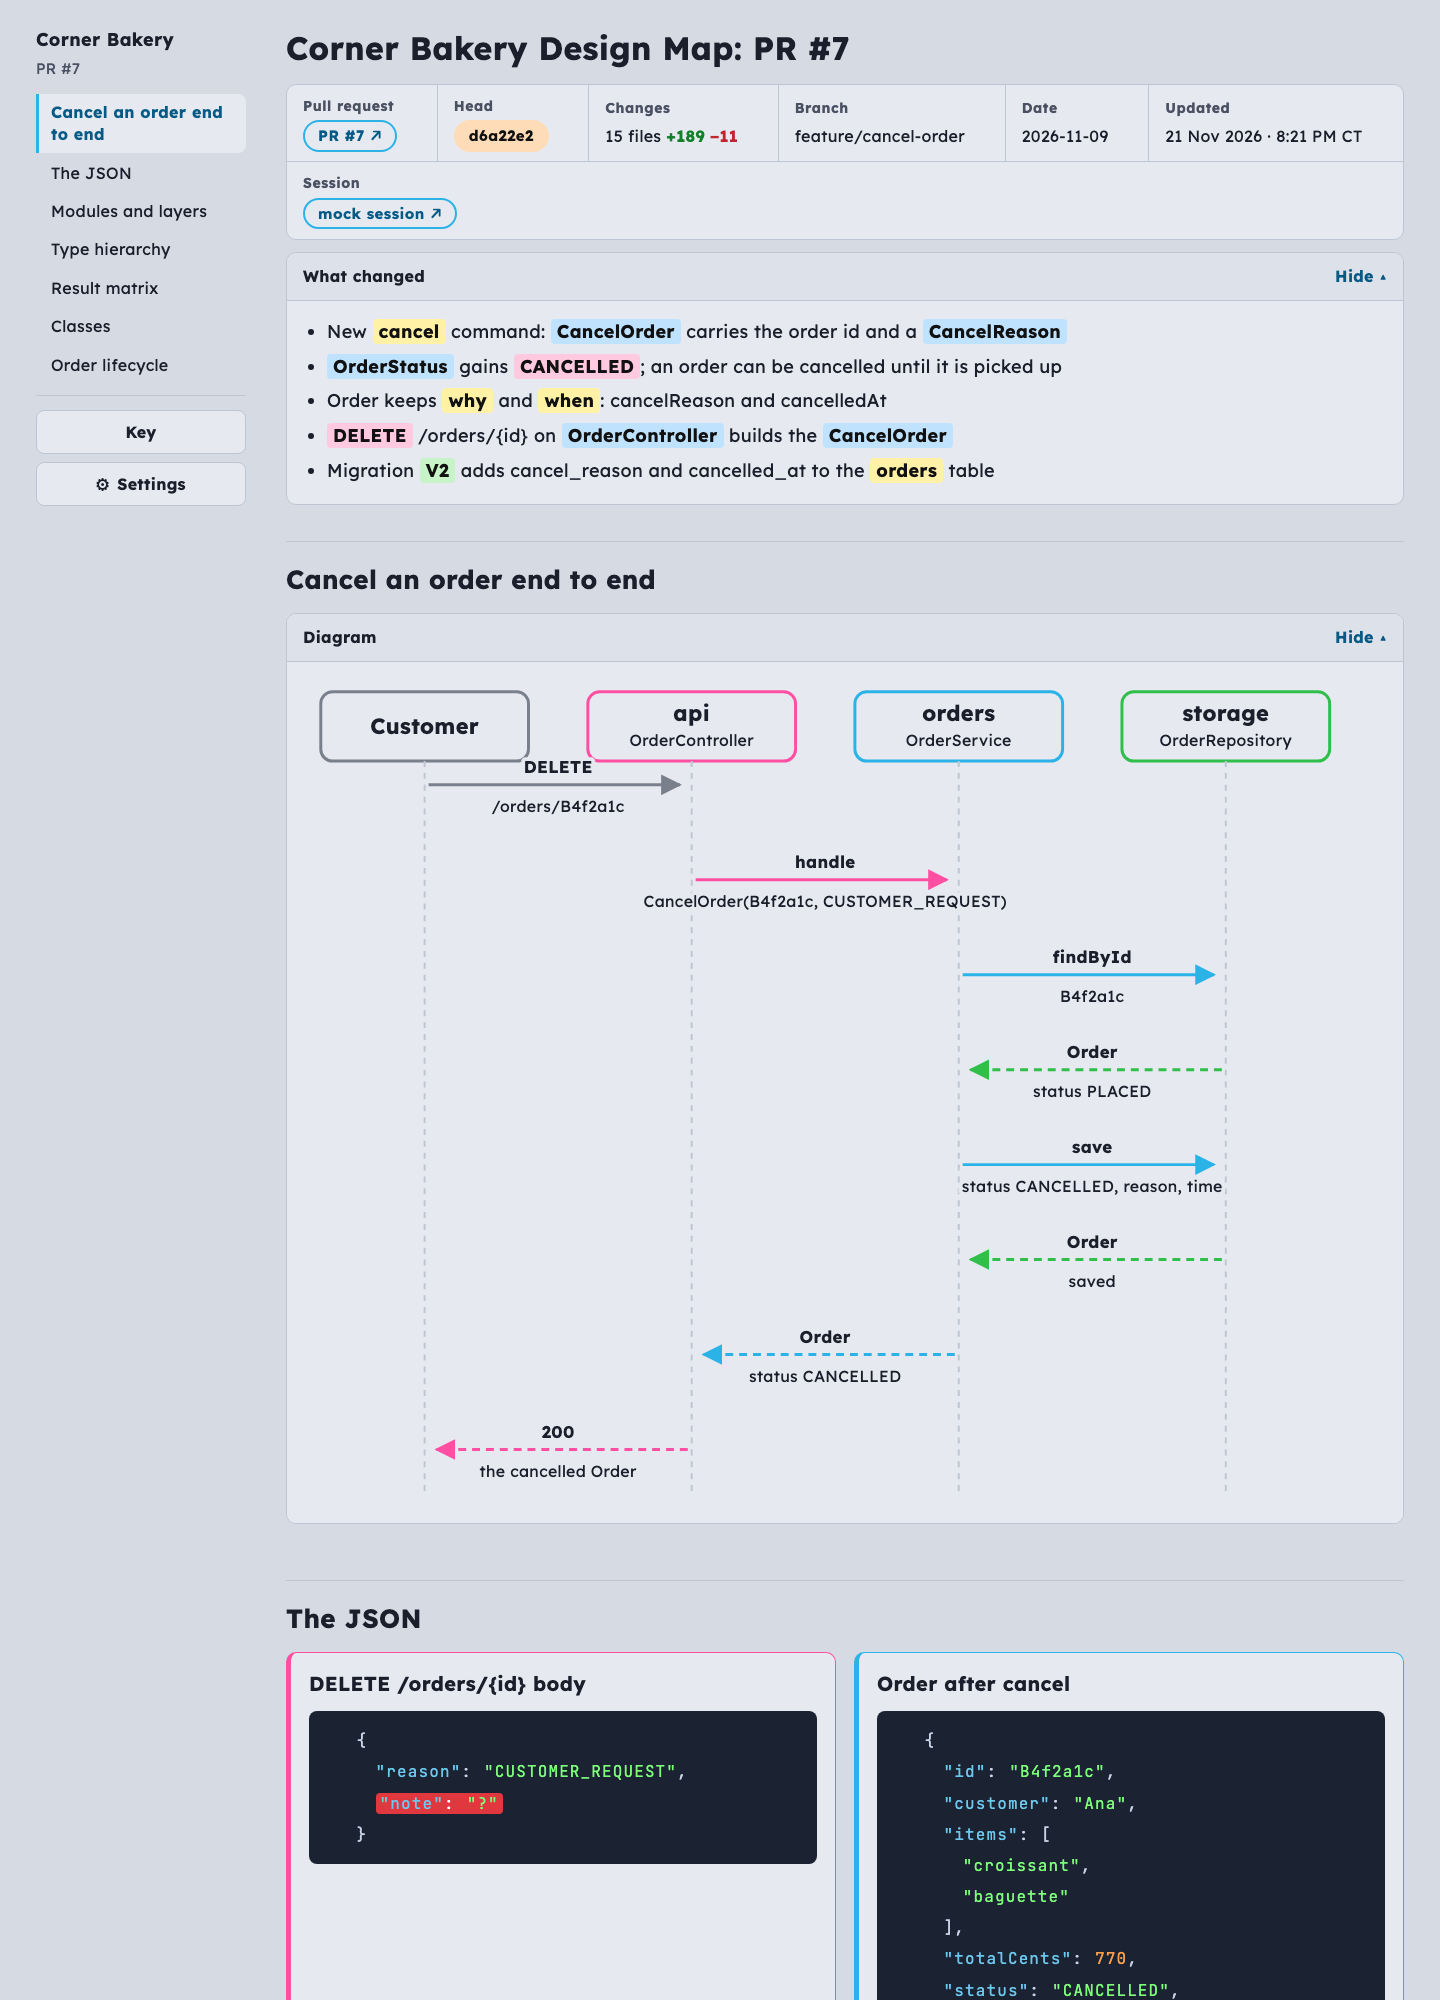 Corner Bakery
PR #7
Cancel an order end
to end
The JSON
Modules and layers
Type hierarchy
Result matrix
Classes
Order lifecycle
Key
⚙ Settings
Corner Bakery Design Map: PR #7
Pull request
PR #7 ↗
Head
d6a22e2
Changes
15 files +189 −11
Branch
feature/cancel-order
Date
2026-11-09
Updated
21 Nov 2026 · 8:21 PM CT
Session
mock session ↗
What changed
Hide ▴
• New cancel command: CancelOrder carries the order id and a CancelReason
• OrderStatus gains CANCELLED; an order can be cancelled until it is picked up
• Order keeps why and when: cancelReason and cancelledAt
• DELETE /orders/{id} on OrderController builds the CancelOrder
• Migration V2 adds cancel_reason and cancelled_at to the orders table
Cancel an order end to end
Diagram
Hide ▴
Customer
api
OrderController
orders
OrderService
storage
OrderRepository
DELETE
/orders/B4f2a1c
handle
CancelOrder(B4f2a1c, CUSTOMER_REQUEST)
findById
B4f2a1c
Order
status PLACED
save
status CANCELLED, reason, time
Order
saved
Order
status CANCELLED
200
the cancelled Order
The JSON
DELETE /orders/{id} body
{
"reason": "CUSTOMER_REQUEST",
"note": "?"
}
Order after cancel
{
"id": "B4f2a1c",
"customer": "Ana",
"items": [
"croissant",
"baguette"
],
"totalCents": 770,
"status": "CANCELLED",